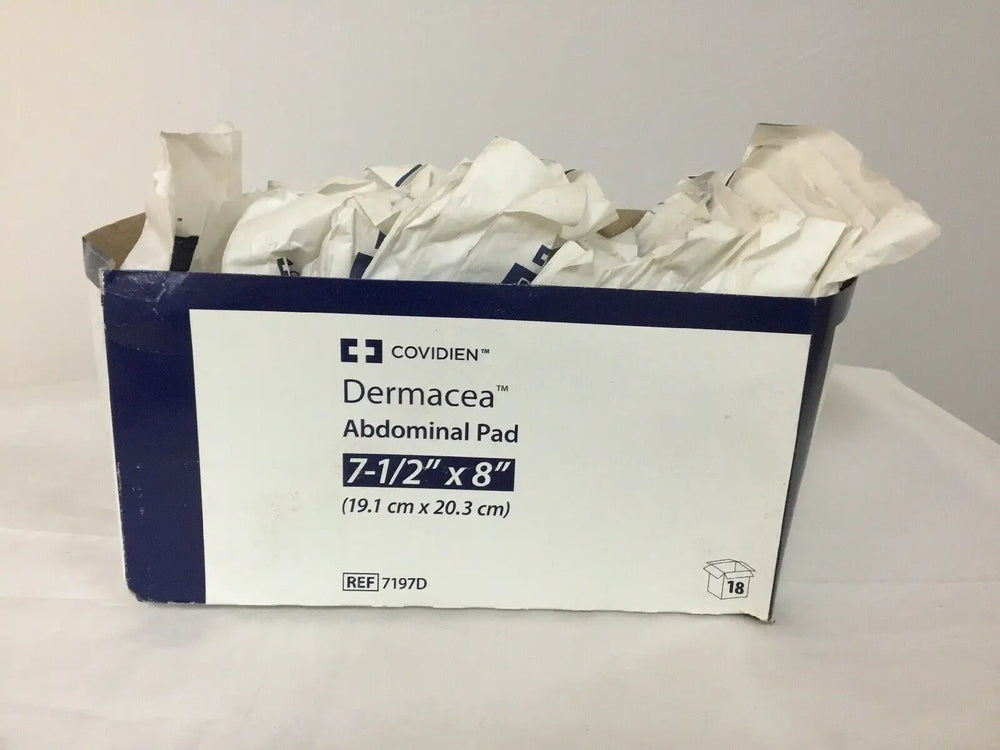 COVIDIEN™
Dermacea™
Abdominal Pad
7-1/2” x 8”
(19.1 cm x 20.3 cm)
REF 7197D
18